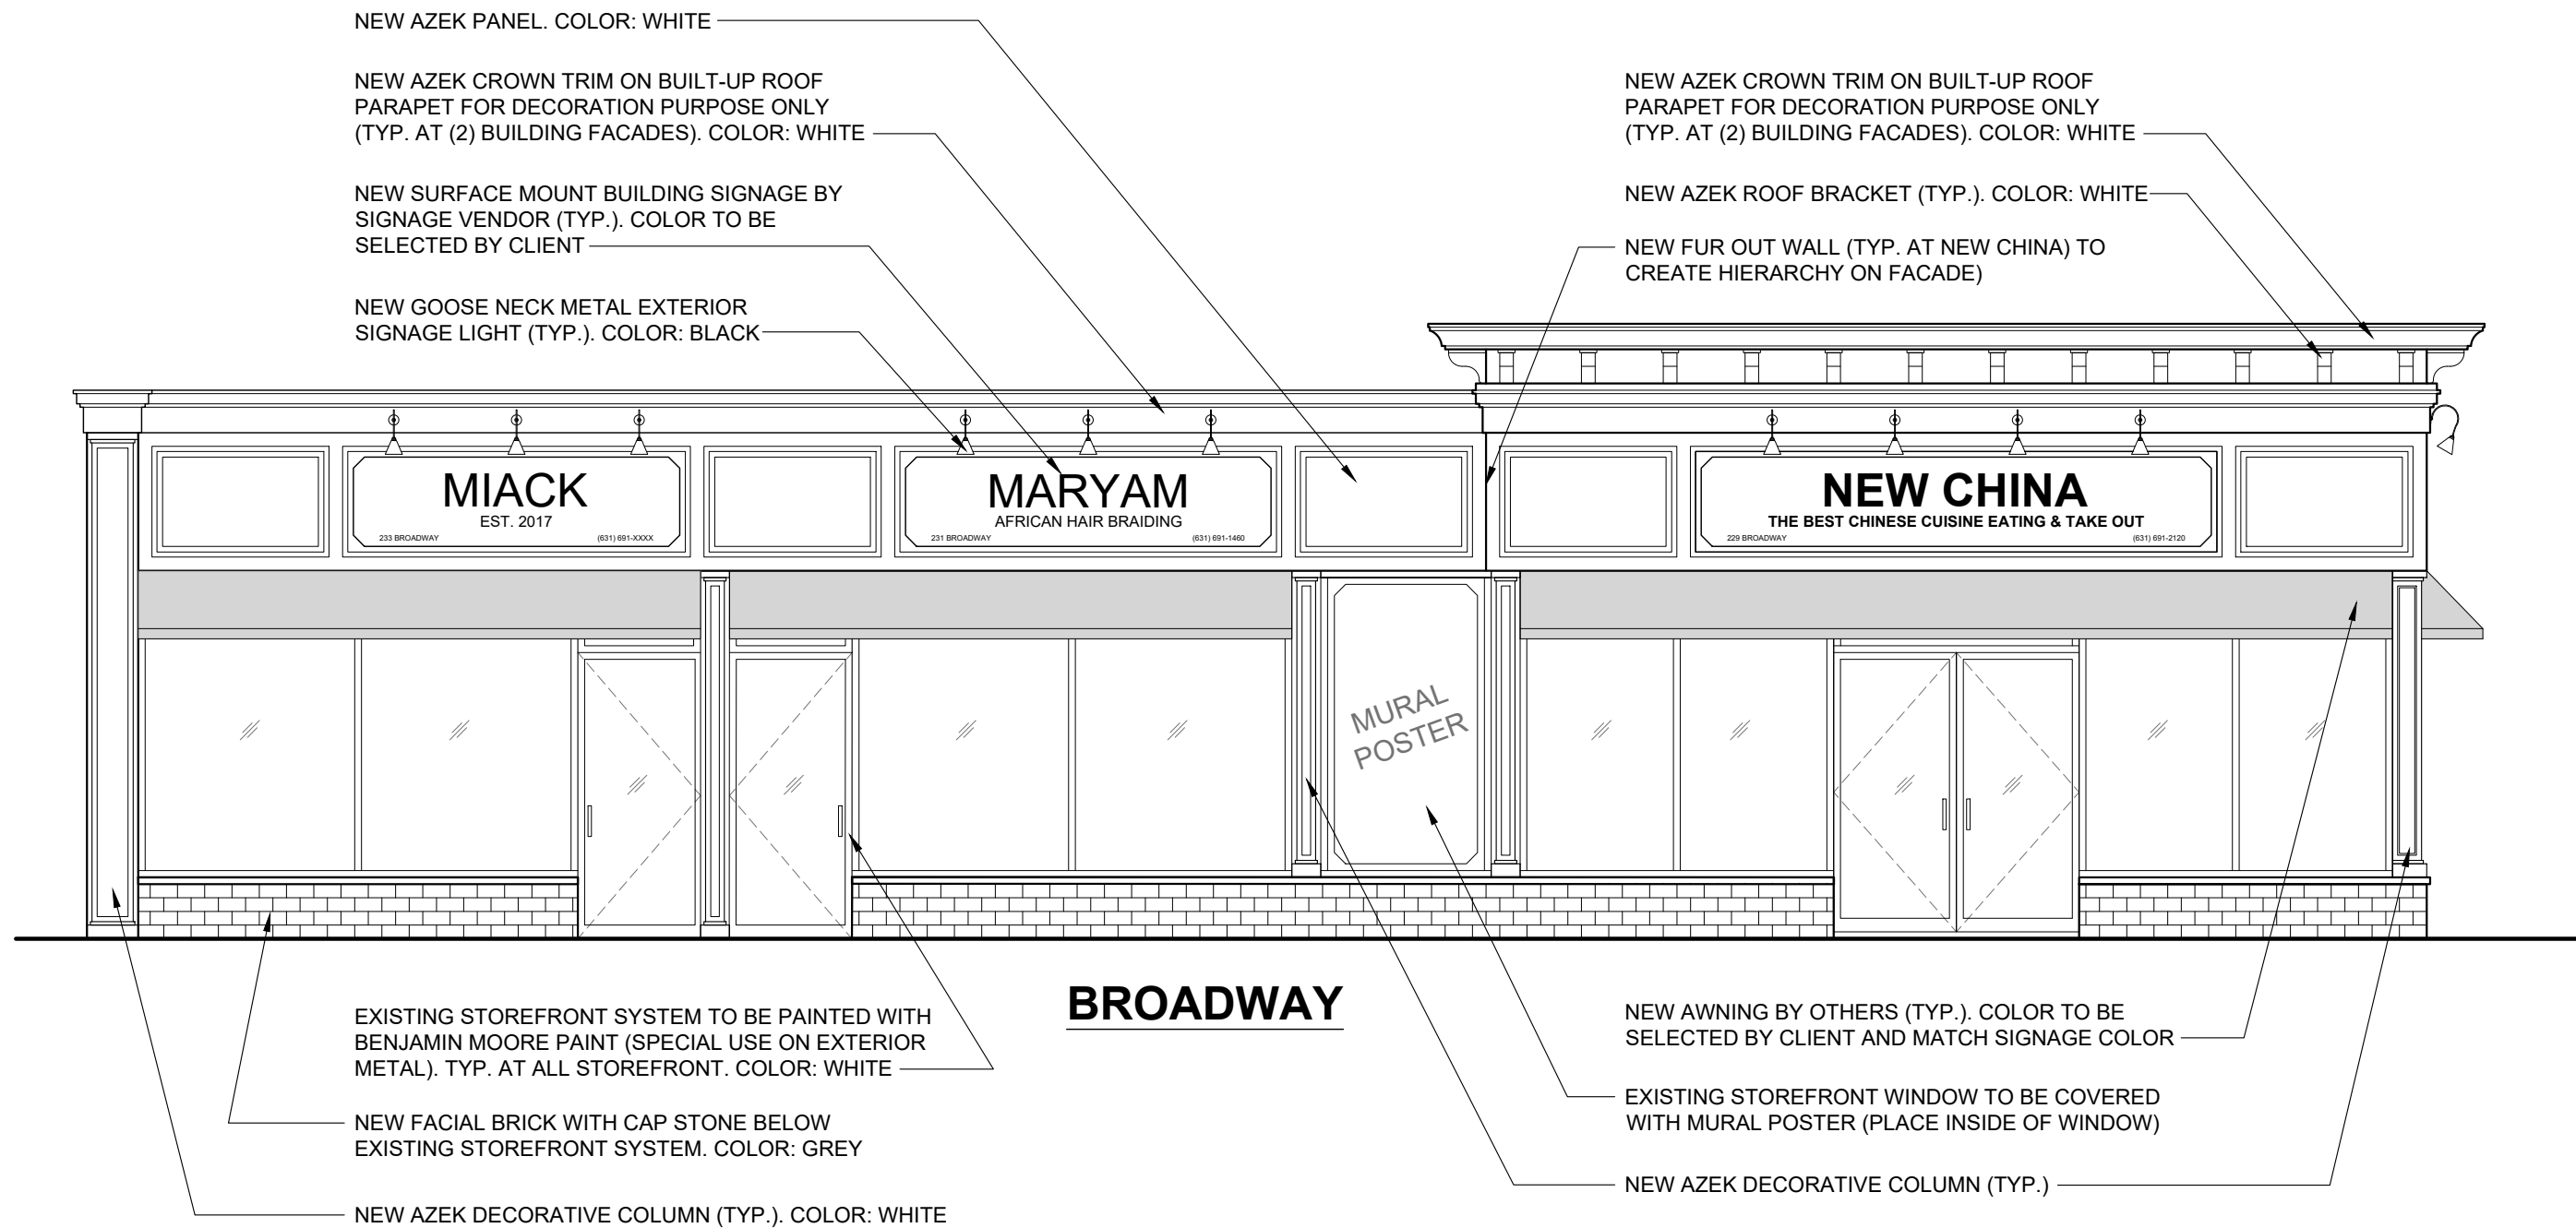 NEW AZEK PANEL. COLOR: WHITE
NEW AZEK CROWN TRIM ON BUILT-UP ROOF
PARAPET FOR DECORATION PURPOSE ONLY
(TYP. AT (2) BUILDING FACADES). COLOR: WHITE
NEW SURFACE MOUNT BUILDING SIGNAGE BY
SIGNAGE VENDOR (TYP.). COLOR TO BE
SELECTED BY CLIENT
NEW GOOSE NECK METAL EXTERIOR
SIGNAGE LIGHT (TYP.). COLOR: BLACK
NEW AZEK CROWN TRIM ON BUILT-UP ROOF
PARAPET FOR DECORATION PURPOSE ONLY
(TYP. AT (2) BUILDING FACADES). COLOR: WHITE
NEW AZEK ROOF BRACKET (TYP.). COLOR: WHITE
NEW FUR OUT WALL (TYP. AT NEW CHINA) TO
CREATE HIERARCHY ON FACADE)
MIACK
EST. 2017
233 BROADWAY (631) 691-XXXX
MARYAM
AFRICAN HAIR BRAIDING
231 BROADWAY (631) 691-1460
NEW CHINA
THE BEST CHINESE CUISINE EATING & TAKE OUT
229 BROADWAY (631) 691-2120
MURAL
POSTER
BROADWAY
EXISTING STOREFRONT SYSTEM TO BE PAINTED WITH
BENJAMIN MOORE PAINT (SPECIAL USE ON EXTERIOR
METAL). TYP. AT ALL STOREFRONT. COLOR: WHITE
NEW FACIAL BRICK WITH CAP STONE BELOW
EXISTING STOREFRONT SYSTEM. COLOR: GREY
NEW AZEK DECORATIVE COLUMN (TYP.). COLOR: WHITE
NEW AWNING BY OTHERS (TYP.). COLOR TO BE
SELECTED BY CLIENT AND MATCH SIGNAGE COLOR
EXISTING STOREFRONT WINDOW TO BE COVERED
WITH MURAL POSTER (PLACE INSIDE OF WINDOW)
NEW AZEK DECORATIVE COLUMN (TYP.)